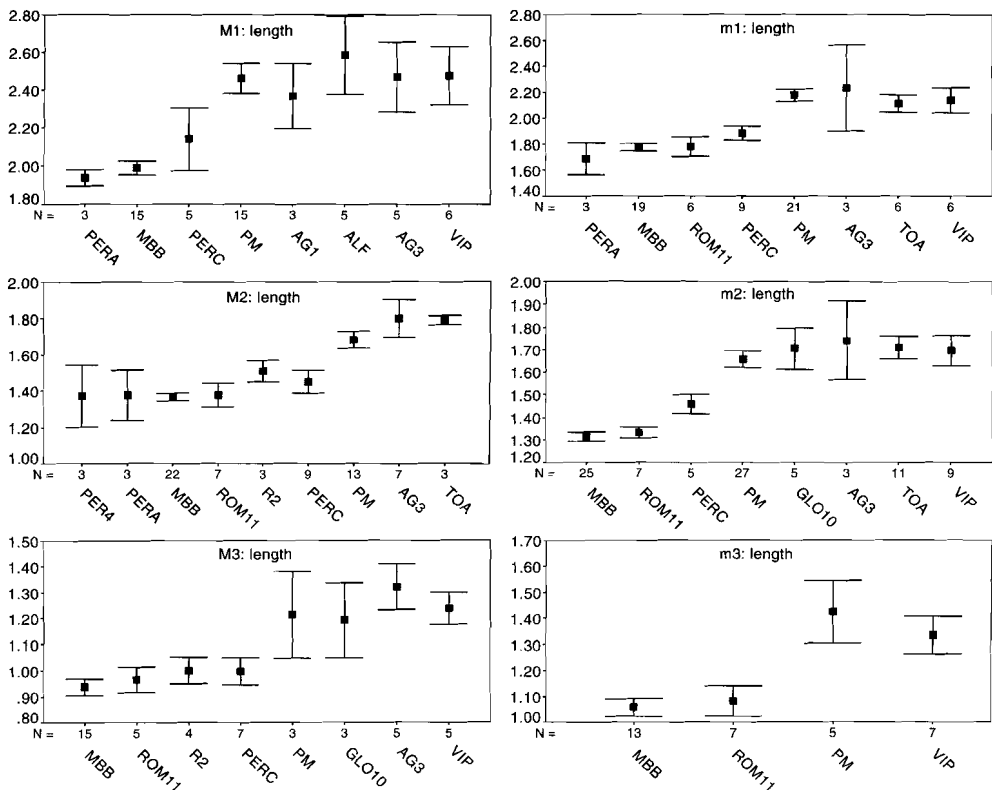 M1: length
2.80
2.60
2.40
2.20
2.00
1.80
N = 3 15 5 15 3 5 5 6
PERA MBB PERC PM AG1 ALF AG3 VIP
m1: length
2.80
2.60
2.40
2.20
2.00
1.80
1.60
1.40
N = 3 19 6 9 21 3 6 6
PERA MBB ROM11 PERC PM AG3 TOA VIP
M2: length
2.00
1.80
1.60
1.40
1.20
1.00
N = 3 3 22 7 3 9 13 7 3
PER4 PERA MBB ROM11 R2 PERC PM AG3 TOA
m2: length
2.00
1.90
1.80
1.70
1.60
1.50
1.40
1.30
1.20
N = 25 7 5 27 5 3 11 9
MBB ROM11 PERC PM GLO10 AG3 TOA VIP
M3: length
1.50
1.40
1.30
1.20
1.10
1.00
.90
.80
N = 15 5 4 7 3 3 5 5
MBB ROM11 R2 PERC PM GLO10 AG3 VIP
m3: length
1.70
1.60
1.50
1.40
1.30
1.20
1.10
1.00
N = 13 7 5 7
MBB ROM11 PM VIP